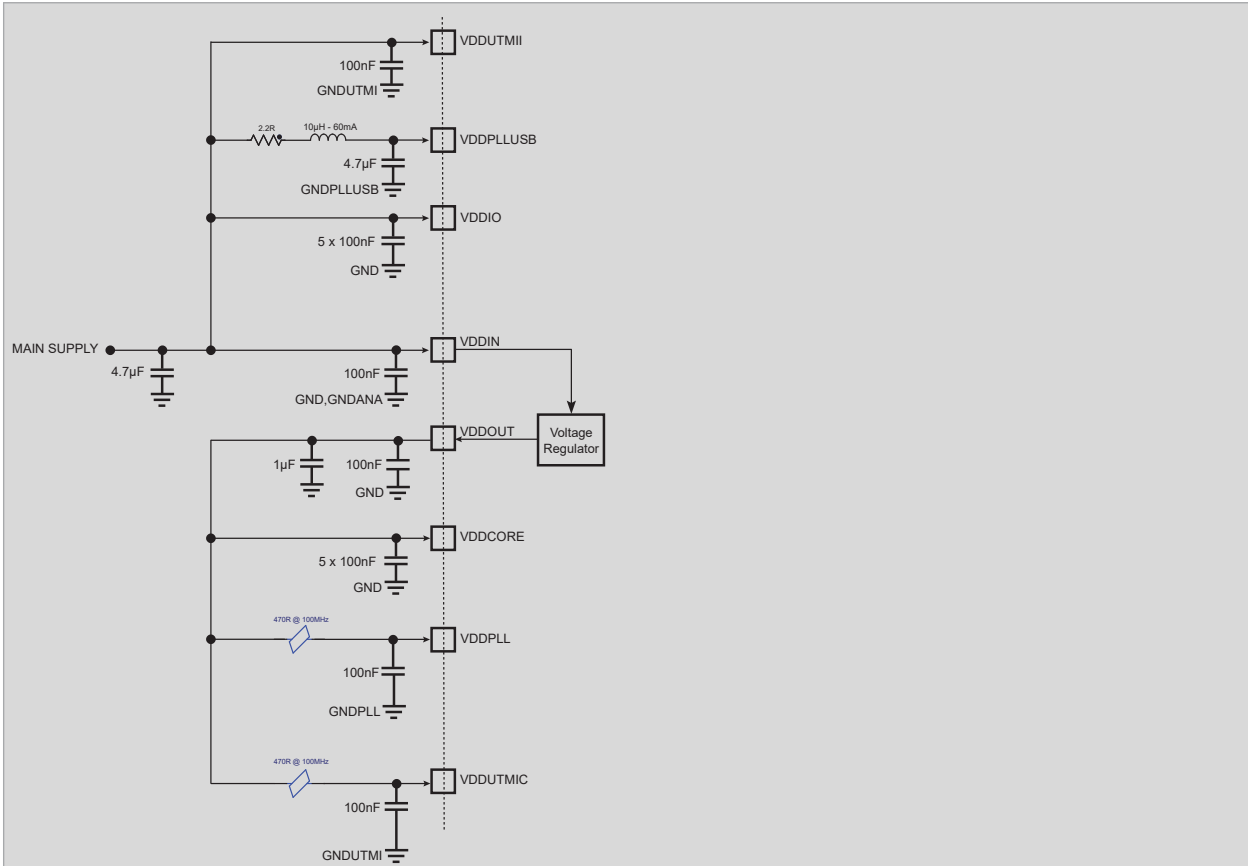 VDDUTMII
100nF
GNDUTMI
2.2R
10µH - 60mA
VDDPLLUSB
4.7µF
GNDPLLUSB
VDDIO
5 x 100nF
GND
MAIN SUPPLY
VDDIN
4.7µF
100nF
GND,GNDANA
VDDOUT
Voltage
Regulator
1µF
100nF
GND
VDDCORE
5 x 100nF
GND
470R @ 100MHz
VDDPLL
100nF
GNDPLL
470R @ 100MHz
VDDUTMIC
100nF
GNDUTMI